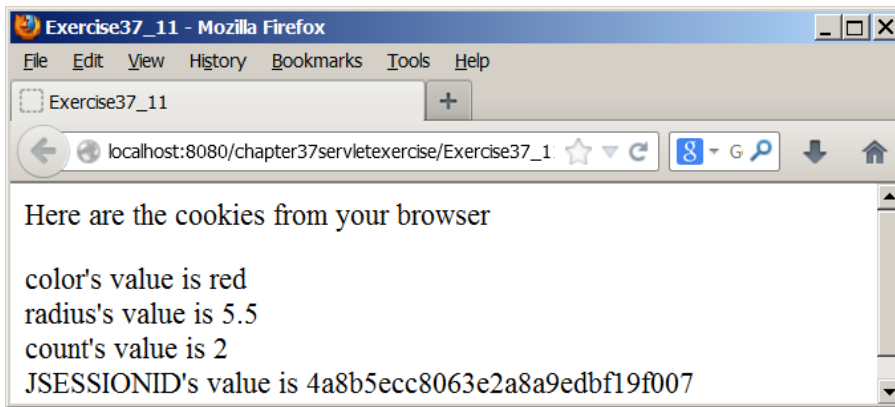 Exercise37_11 - Mozilla Firefox
File Edit View History Bookmarks Tools Help
Exercise37_11 +
localhost:8080/chapter37servletexercise/Exercise37_1 8 G
Here are the cookies from your browser
color's value is red
radius's value is 5.5
count's value is 2
JSESSIONID's value is 4a8b5ecc8063e2a8a9edbf19f007